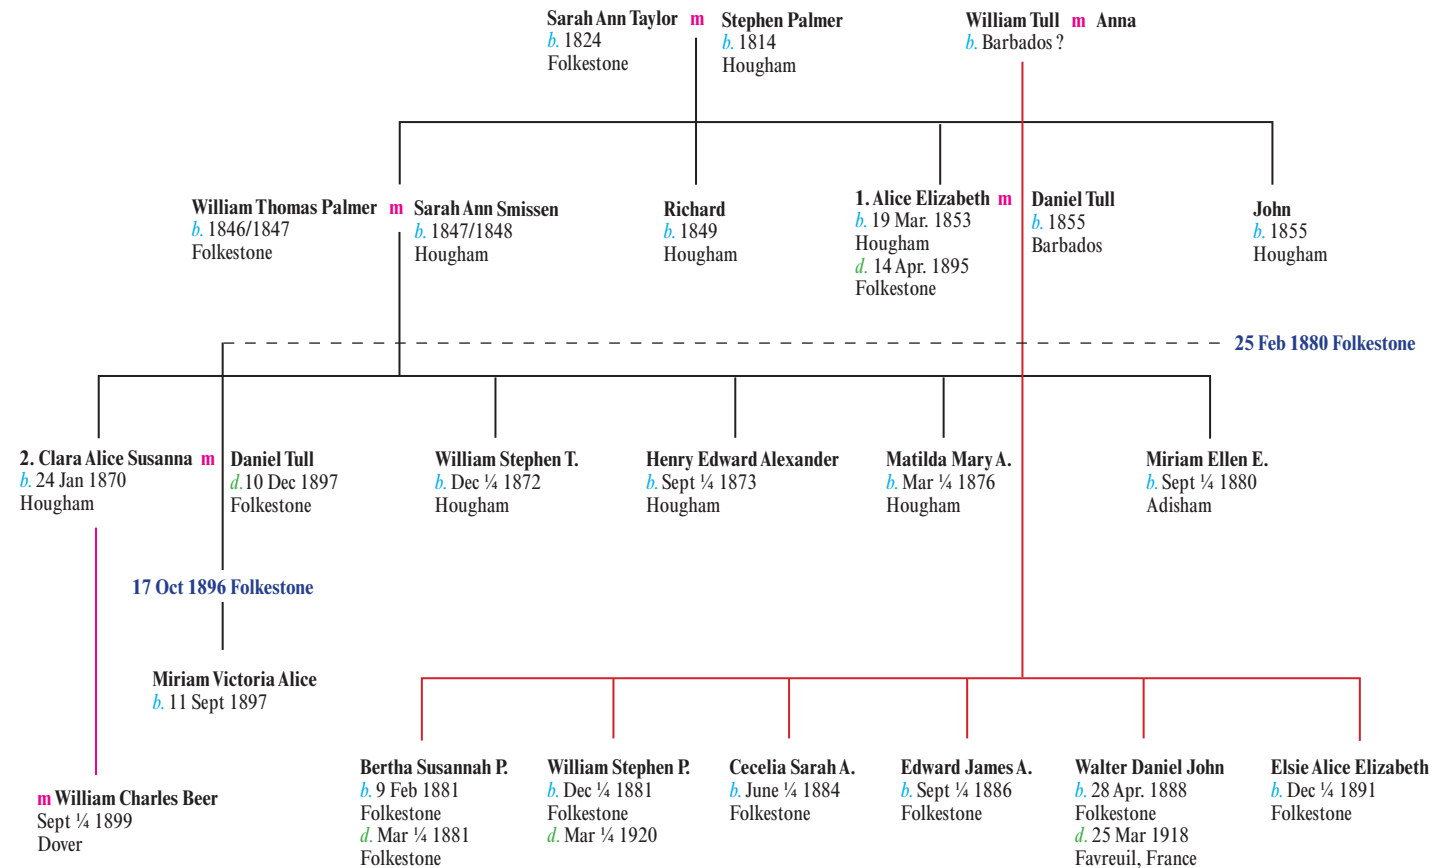 Sarah Ann Taylor m Stephen Palmer
b. 1824
Folkestone
b. 1814
Hougham
William Tull m Anna
b. Barbados ?
William Thomas Palmer m Sarah Ann Smissen
b. 1846/1847
Folkestone
b. 1847/1848
Hougham
Richard
b. 1849
Hougham
1. Alice Elizabeth m Daniel Tull
b. 19 Mar. 1853
Hougham
d. 14 Apr. 1895
Folkestone
b. 1855
Barbados
John
b. 1855
Hougham
25 Feb 1880 Folkestone
2. Clara Alice Susanna m Daniel Tull
b. 24 Jan 1870
Hougham
d. 10 Dec 1897
Folkestone
William Stephen T.
b. Dec ¼ 1872
Hougham
Henry Edward Alexander
b. Sept ¼ 1873
Hougham
Matilda Mary A.
b. Mar ¼ 1876
Hougham
Miriam Ellen E.
b. Sept ¼ 1880
Adisham
17 Oct 1896 Folkestone
Miriam Victoria Alice
b. 11 Sept 1897
m William Charles Beer
Sept ¼ 1899
Dover
Bertha Susannah P.
b. 9 Feb 1881
Folkestone
d. Mar ¼ 1881
Folkestone
William Stephen P.
b. Dec ¼ 1881
Folkestone
d. Mar ¼ 1920
Cecelia Sarah A.
b. June ¼ 1884
Folkestone
Edward James A.
b. Sept ¼ 1886
Folkestone
Walter Daniel John
b. 28 Apr. 1888
Folkestone
d. 25 Mar 1918
Favreuil, France
Elsie Alice Elizabeth
b. Dec ¼ 1891
Folkestone